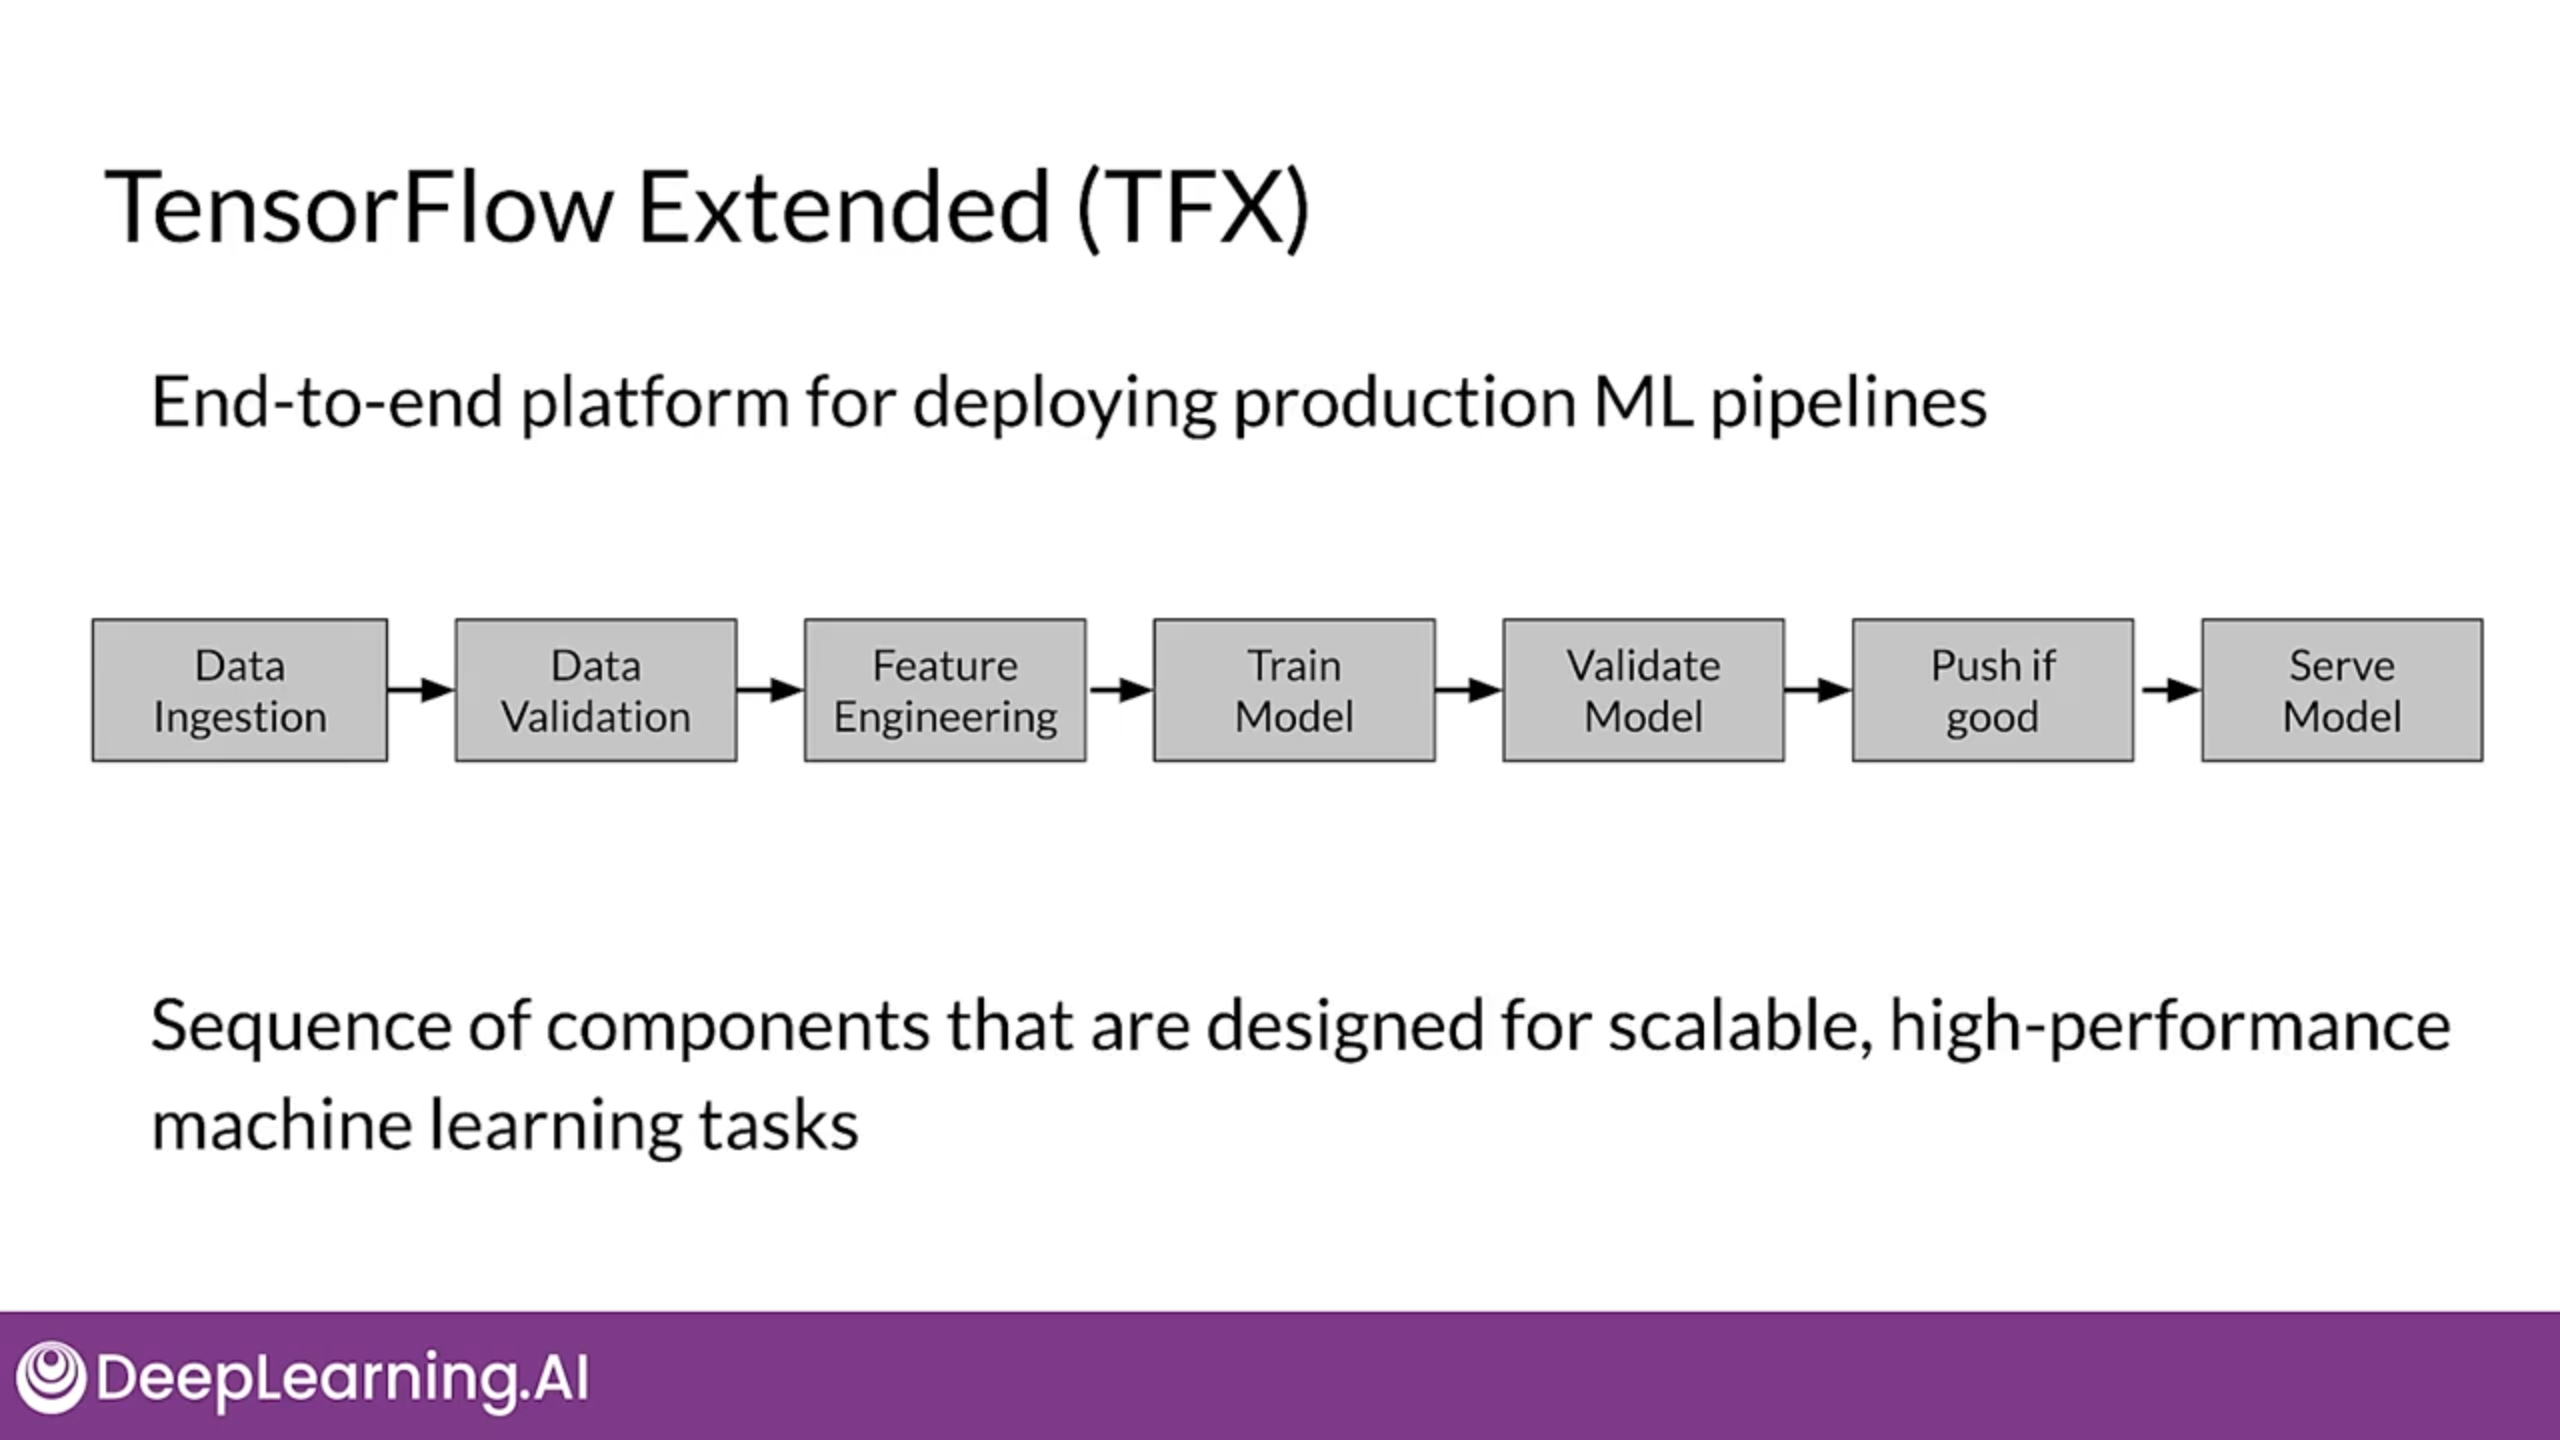 TensorFlow Extended (TFX)
End-to-end platform for deploying production ML pipelines
Data
Ingestion
Data
Validation
Feature
Engineering
Train
Model
Validate
Model
Push if
good
Serve
Model
Sequence of components that are designed for scalable, high-performance
machine learning tasks
DeepLearning.AI